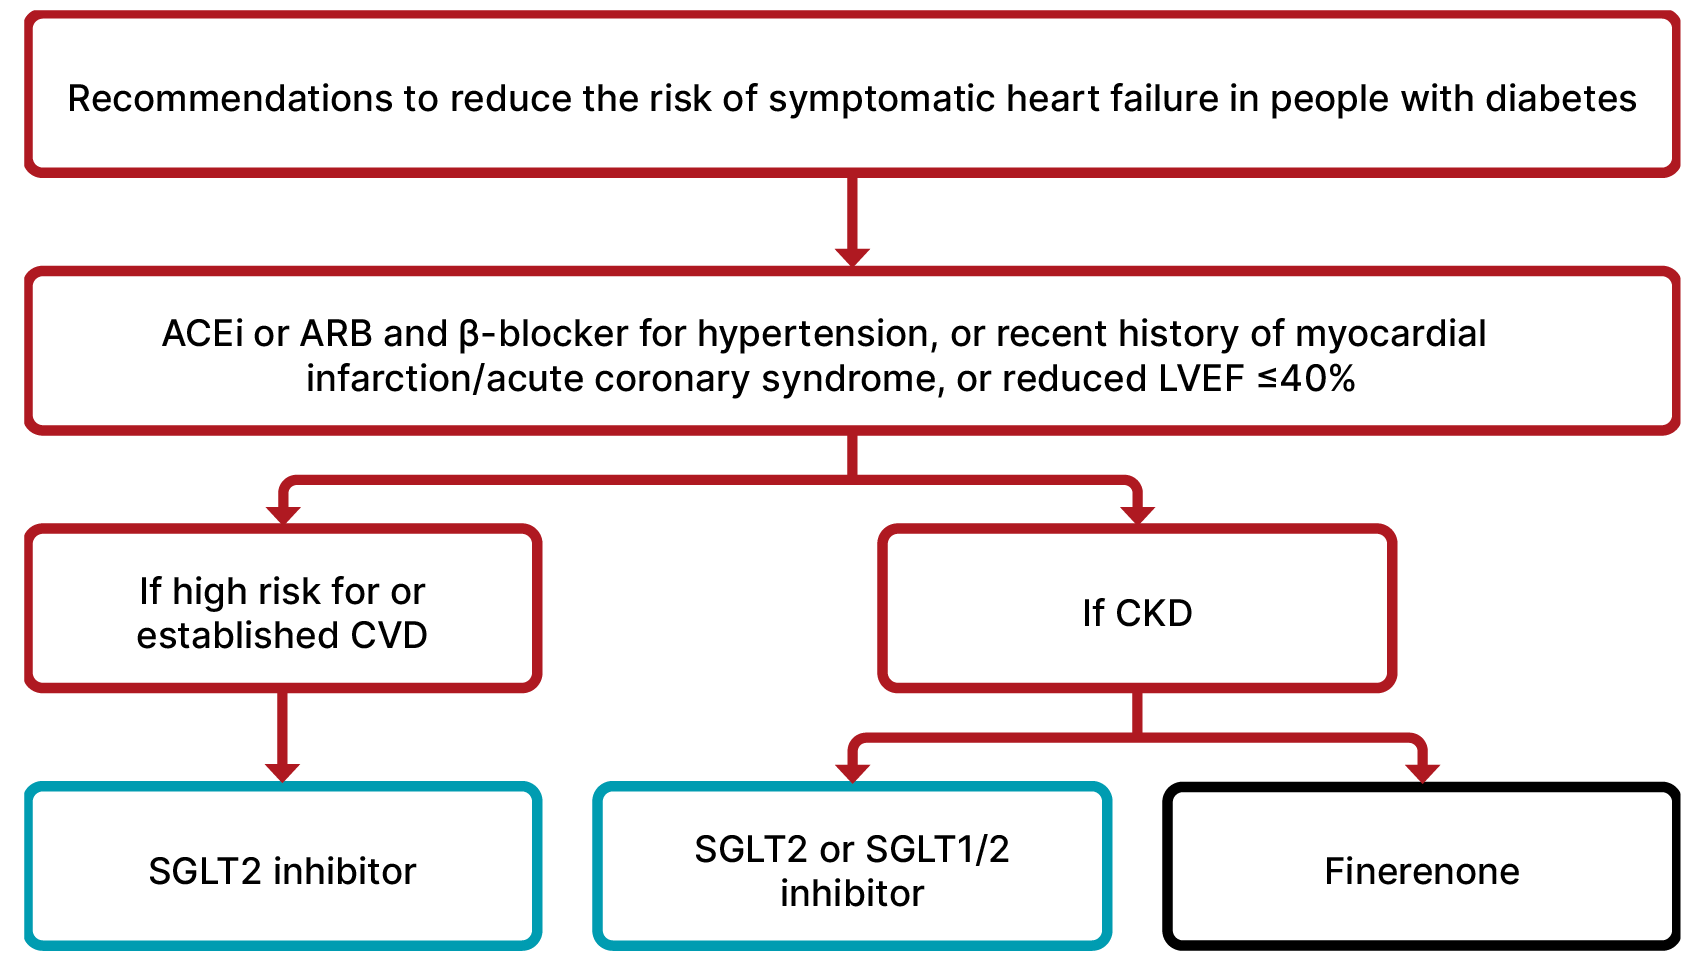 Recommendations to reduce the risk of symptomatic heart failure in people with diabetes
ACEi or ARB and β-blocker for hypertension, or recent history of myocardial
infarction/acute coronary syndrome, or reduced LVEF ≤40%
If high risk for or
established CVD
If CKD
SGLT2 inhibitor
SGLT2 or SGLT1/2
inhibitor
Finerenone